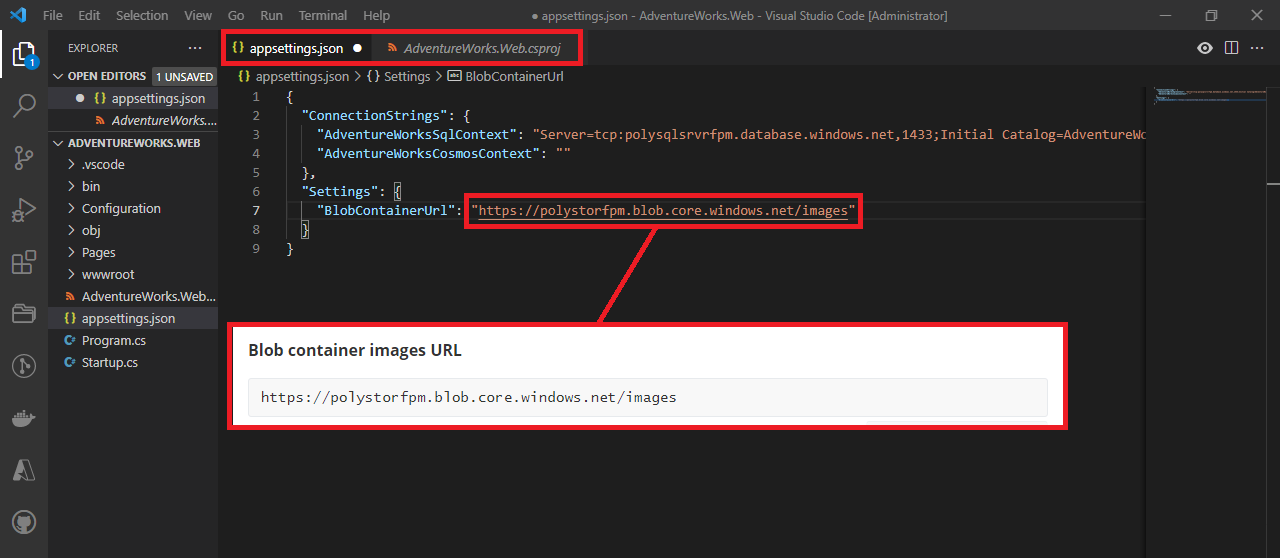 File Edit View Go Run Terminal Help ● appsettings.json - AdventureWorks.Web - Visual Studio Code [Administrator]
EXPLORER ···
{} appsettings.json ●
AdventureWorks.Web.csproj
OPEN EDITORS 1 UNSAVED
● {} appsettings.json
AdventureWorks....
ADVENTUREWORKS.WEB
.vscode
bin
Configuration
obj
Pages
wwwroot
AdventureWorks.Web...
{} appsettings.json
C# Program.cs
C# Startup.cs
1
{} appsettings.json > {} Settings > abc BlobContainerUrl
1 {
2 "ConnectionStrings": {
3 "AdventureWorksSqlContext": "Server=tcp:polysqlsrvrfpm.database.windows.net,1433;Initial Catalog=AdventureWo
4 "AdventureWorksCosmosContext": ""
5 },
6 "Settings": {
7 "BlobContainerUrl": "https://polystorfpm.blob.core.windows.net/images"
8 }
9 }
Blob container images URL
https://polystorfpm.blob.core.windows.net/images